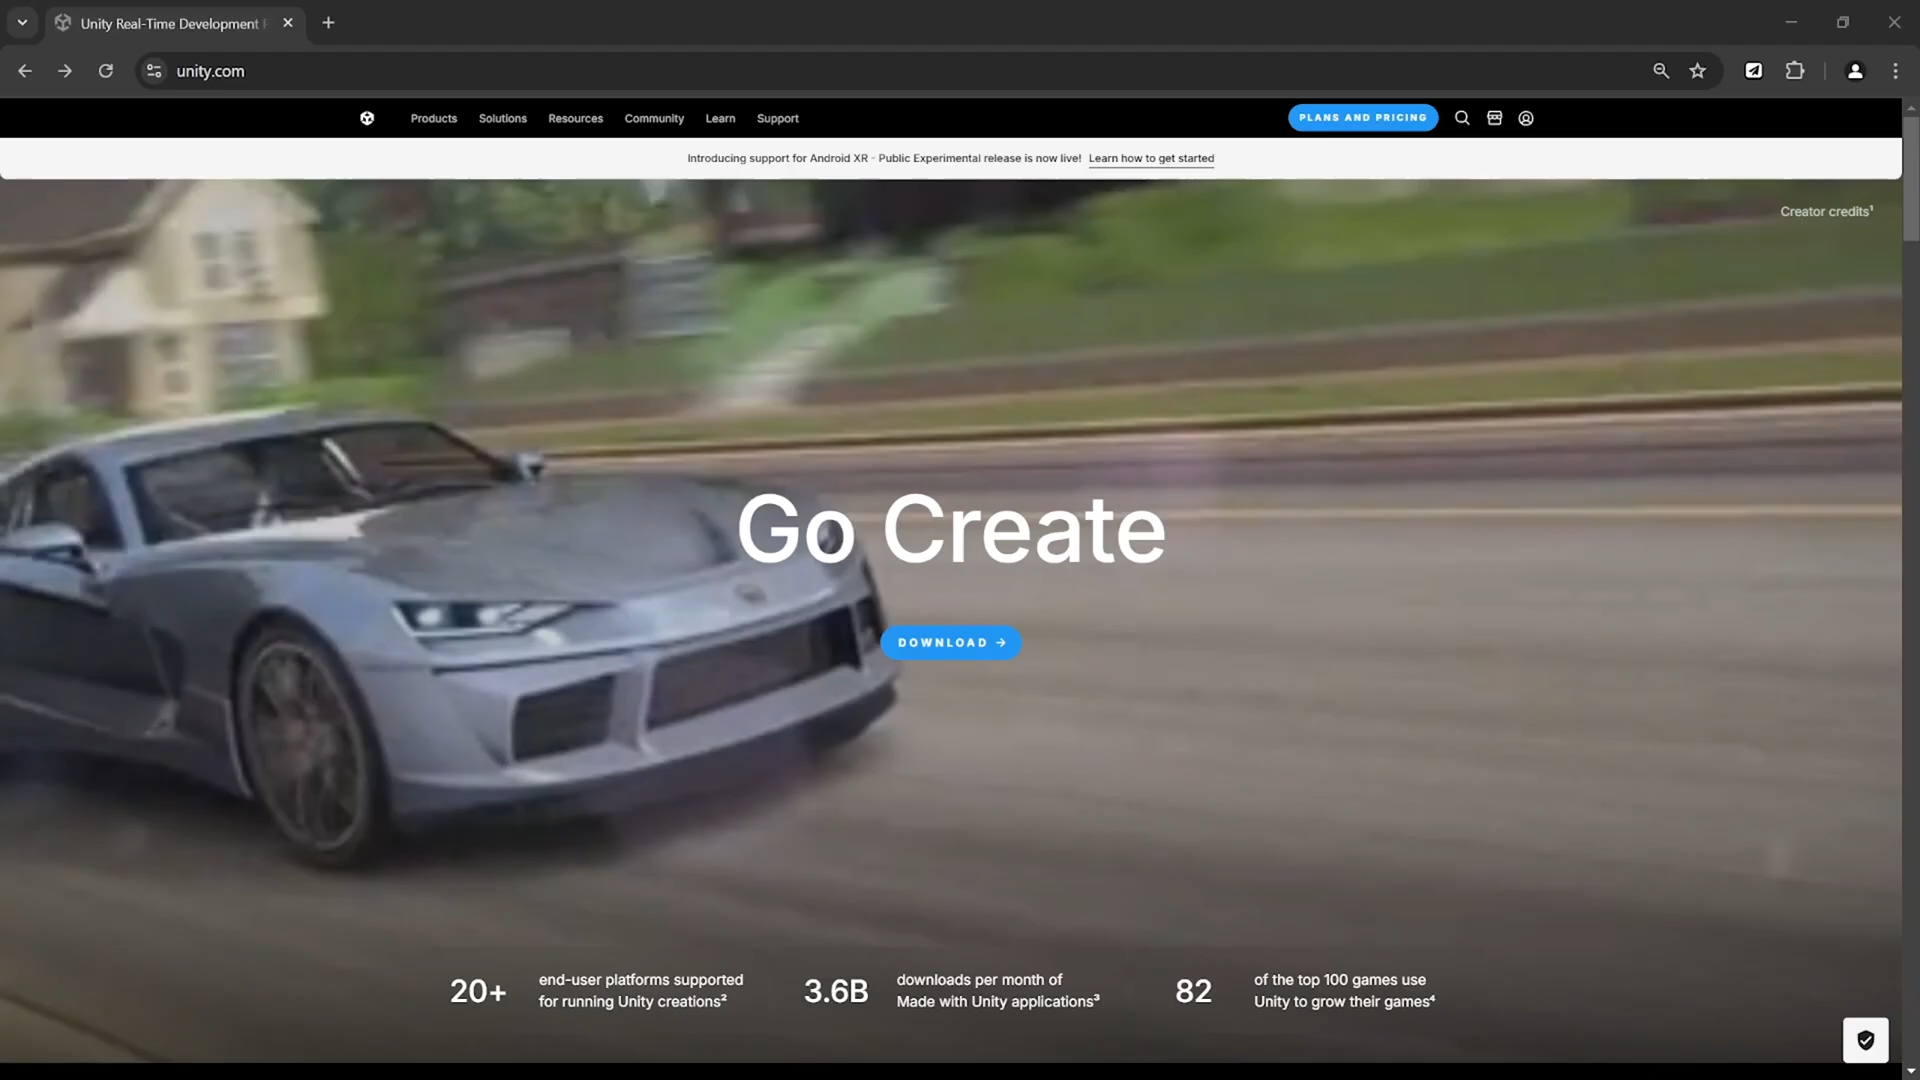 Unity Real-Time Development
unity.com
Products Solutions Resources Community Learn Support PLANS AND PRICING
Introducing support for Android XR - Public Experimental release is now live! Learn how to get started
Creator credits¹
Go Create
DOWNLOAD →
20+ end-user platforms supported
for running Unity creations²
3.6B downloads per month of
Made with Unity applications³
82 of the top 100 games use
Unity to grow their games⁴